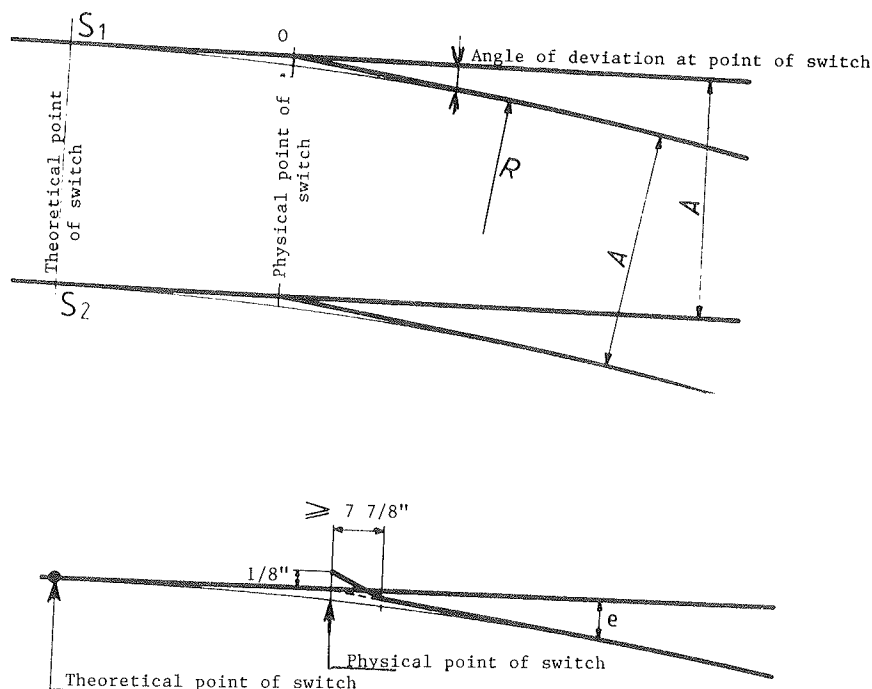 S1
O
Angle of deviation at point of switch
Theoretical point
of switch
Physical point of
switch
R
A
A
S2
≥ 7 7/8"
1/8"
e
Physical point of switch
Theoretical point of switch